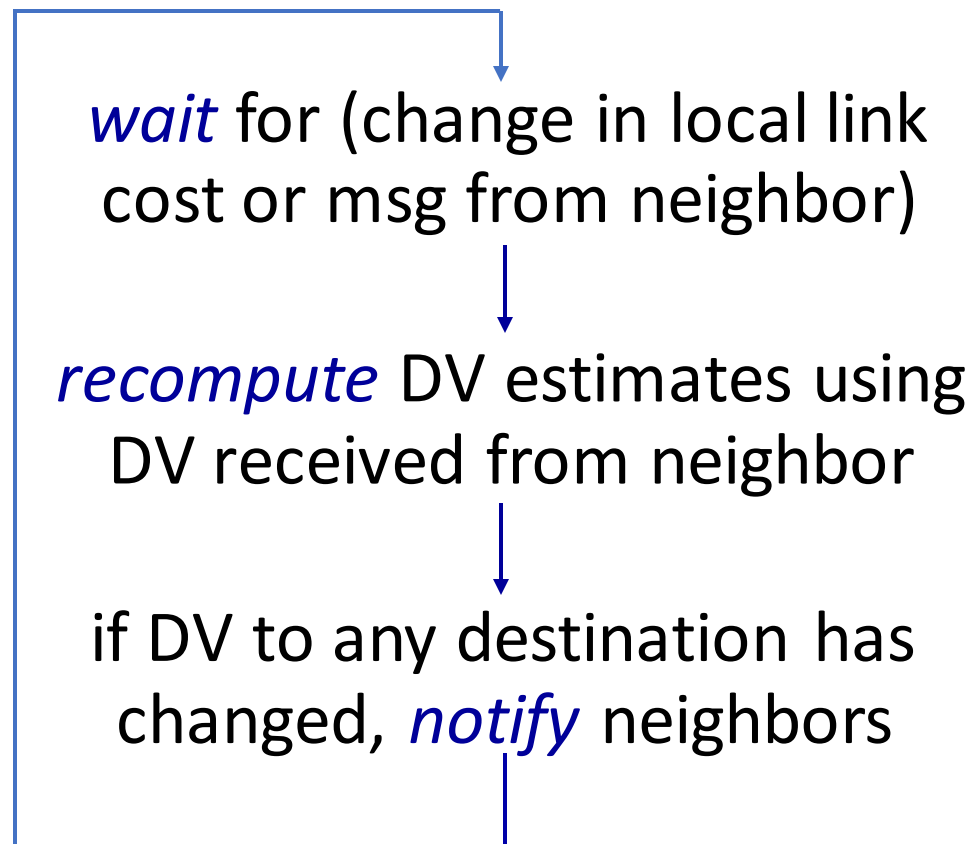 wait for (change in local link
cost or msg from neighbor)
recompute DV estimates using
DV received from neighbor
if DV to any destination has
changed, notify neighbors